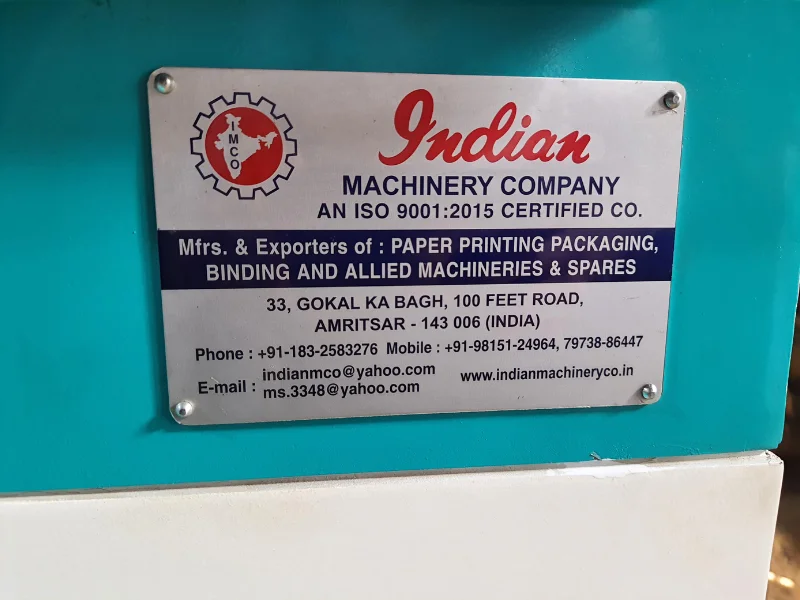 IMCO
Indian
MACHINERY COMPANY
AN ISO 9001:2015 CERTIFIED CO.
Mfrs. & Exporters of : PAPER PRINTING PACKAGING,
BINDING AND ALLIED MACHINERIES & SPARES
33, GOKAL KA BAGH, 100 FEET ROAD,
AMRITSAR - 143 006 (INDIA)
Phone : +91-183-2583276 Mobile : +91-98151-24964, 79738-86447
E-mail : indianmco@yahoo.com www.indianmachineryco.in
ms.3348@yahoo.com